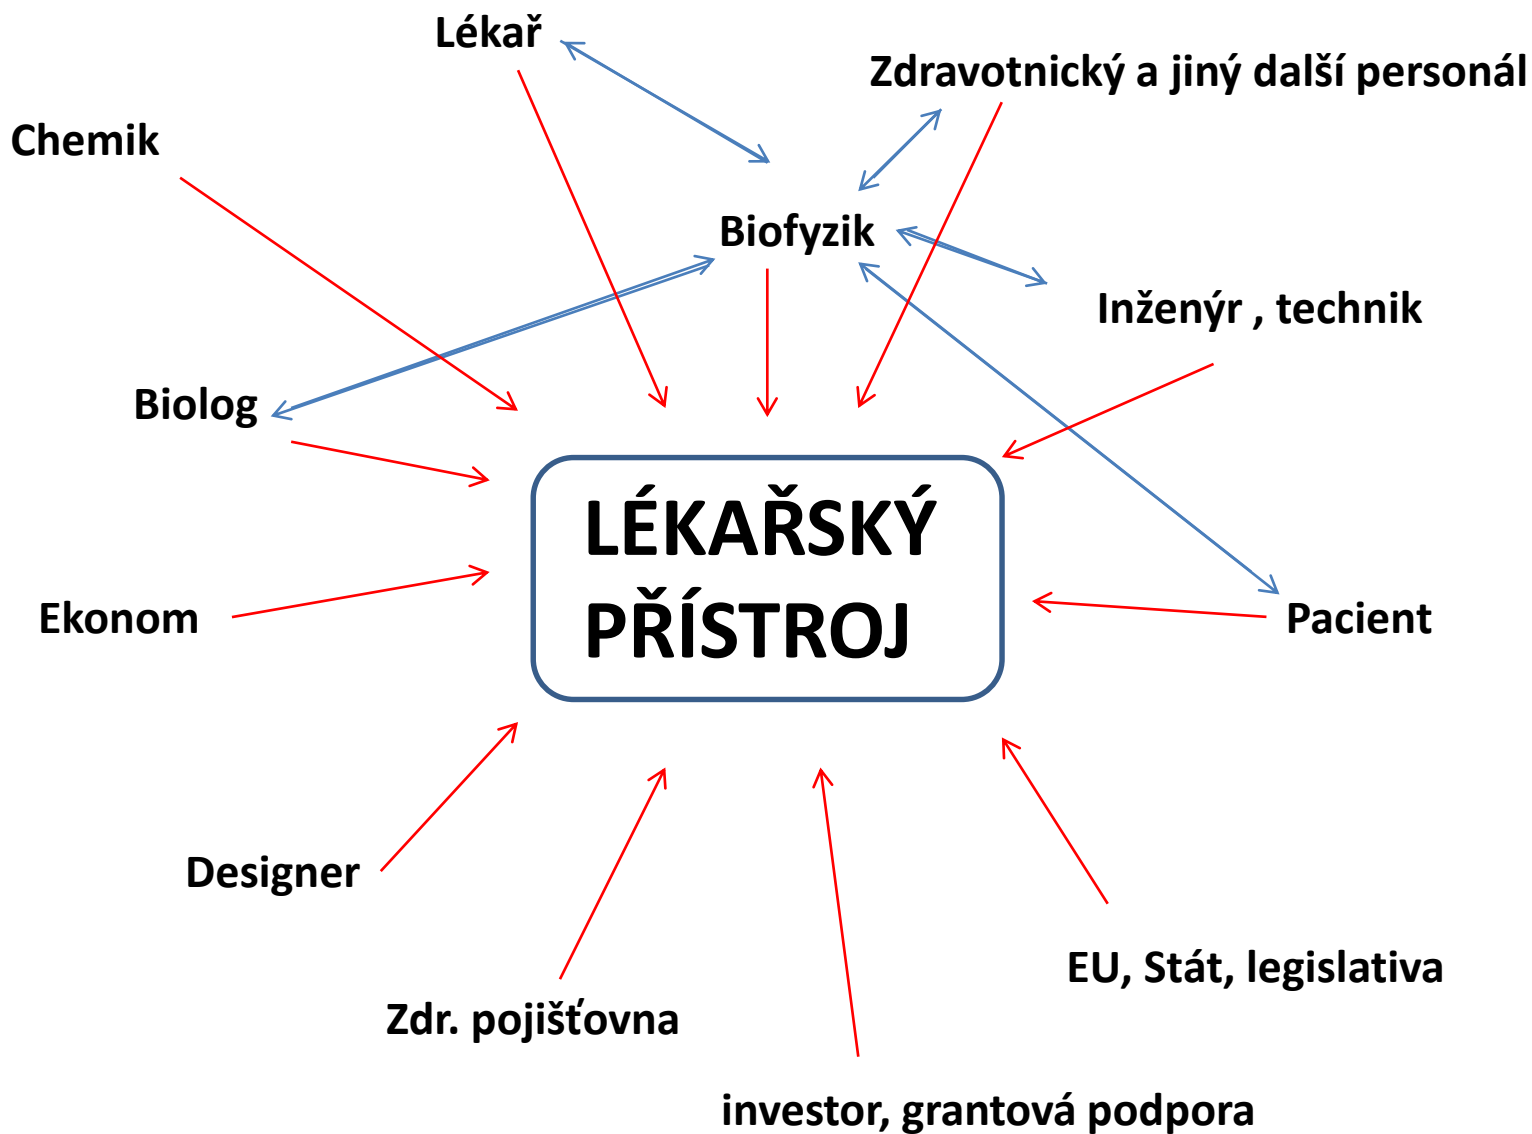 Lékař
Zdravotnický a jiný další personál
Chemik
Biofyzik
Inženýr , technik
Biolog
LÉKAŘSKÝ
PŘÍSTROJ
Ekonom
Pacient
Designer
EU, Stát, legislativa
Zdr. pojišťovna
investor, grantová podpora